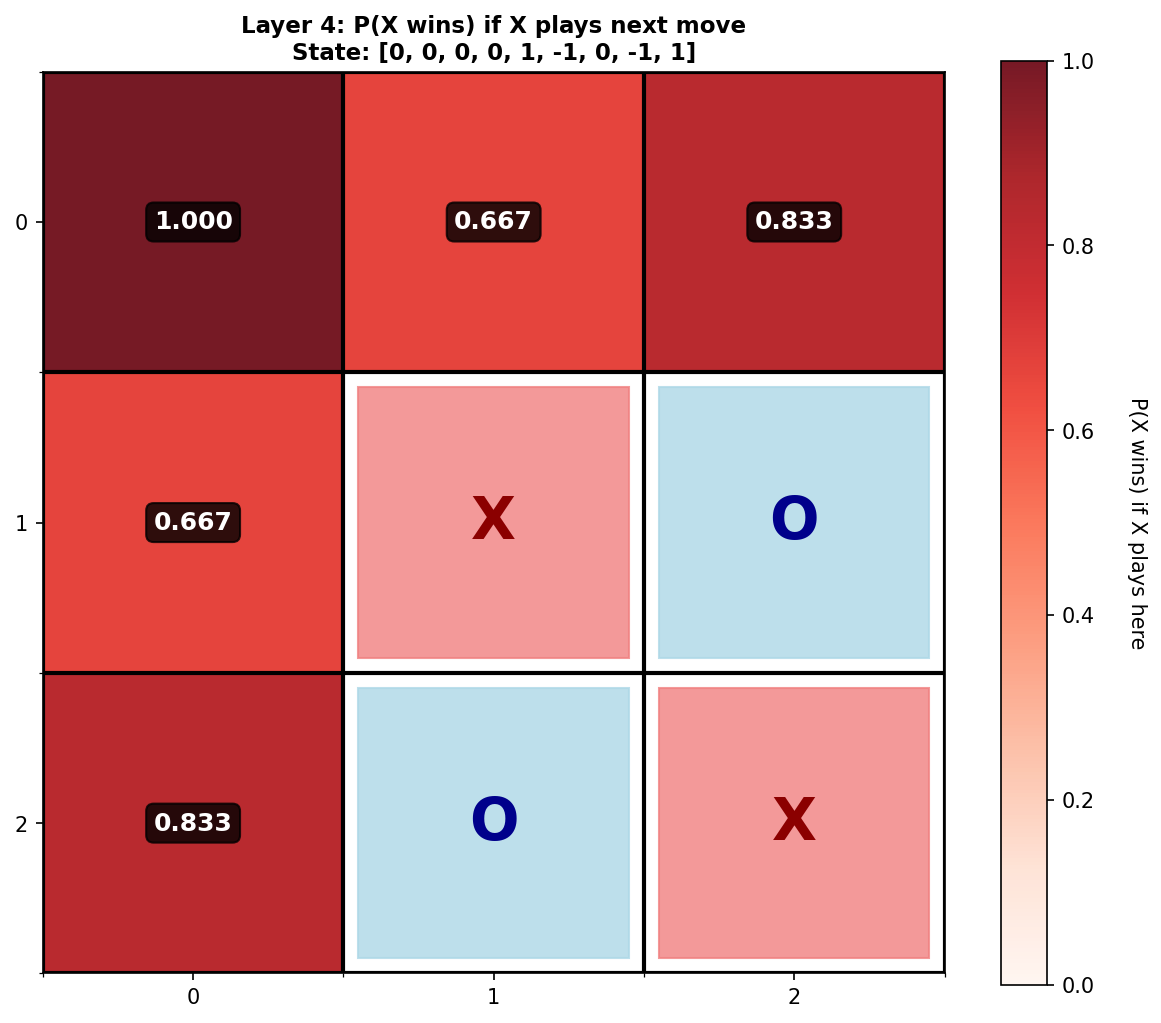 Layer 4: P(X wins) if X plays next move
State: [0, 0, 0, 0, 1, -1, 0, -1, 1]
0
1.000
0.667
0.833
1
0.667
X
O
2
0.833
O
X
0
1
2
1.0
0.8
0.6
0.4
0.2
0.0
P(X wins) if X plays here